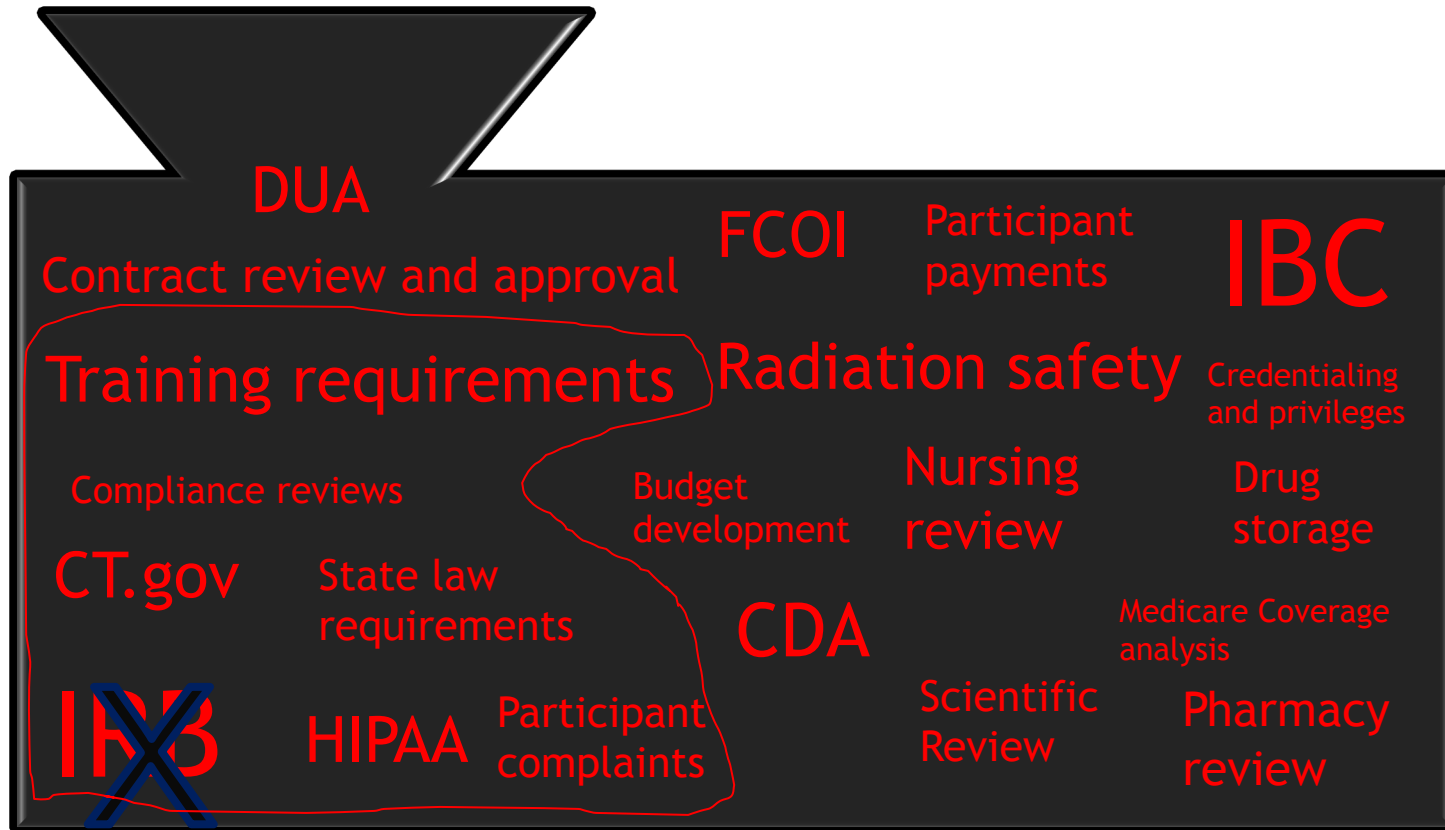 DUA
Contract review and approval
FCOI
Participant
payments
IBC
Training requirements
Radiation safety
Credentialing
and privileges
Compliance reviews
Budget
development
Nursing
review
Drug
storage
CT.gov
State law
requirements
CDA
Medicare Coverage
analysis
IRB
X
HIPAA
Participant
complaints
Scientific
Review
Pharmacy
review